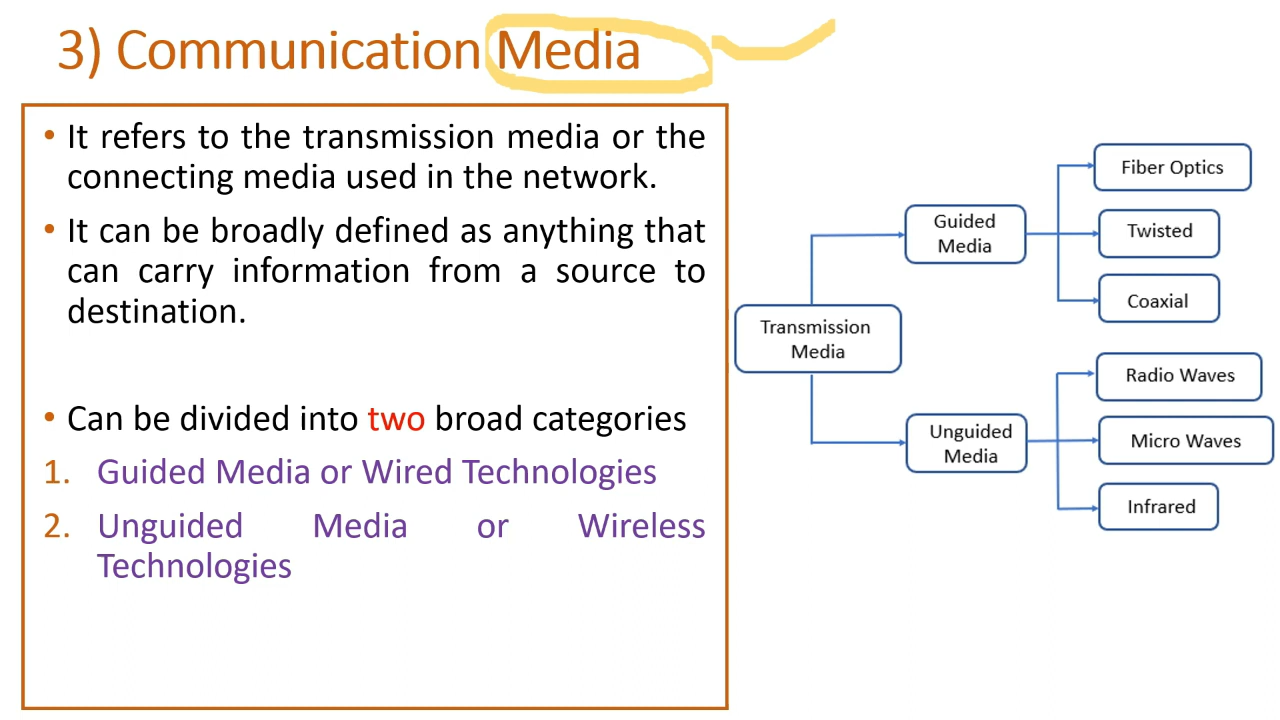 3) Communication Media
• It refers to the transmission media or the
connecting media used in the network.
• It can be broadly defined as anything that
can carry information from a source to
destination.
• Can be divided into two broad categories
1. Guided Media or Wired Technologies
2. Unguided Media or Wireless
Technologies
Transmission
Media
Guided
Media
Fiber Optics
Twisted
Coaxial
Unguided
Media
Radio Waves
Micro Waves
Infrared